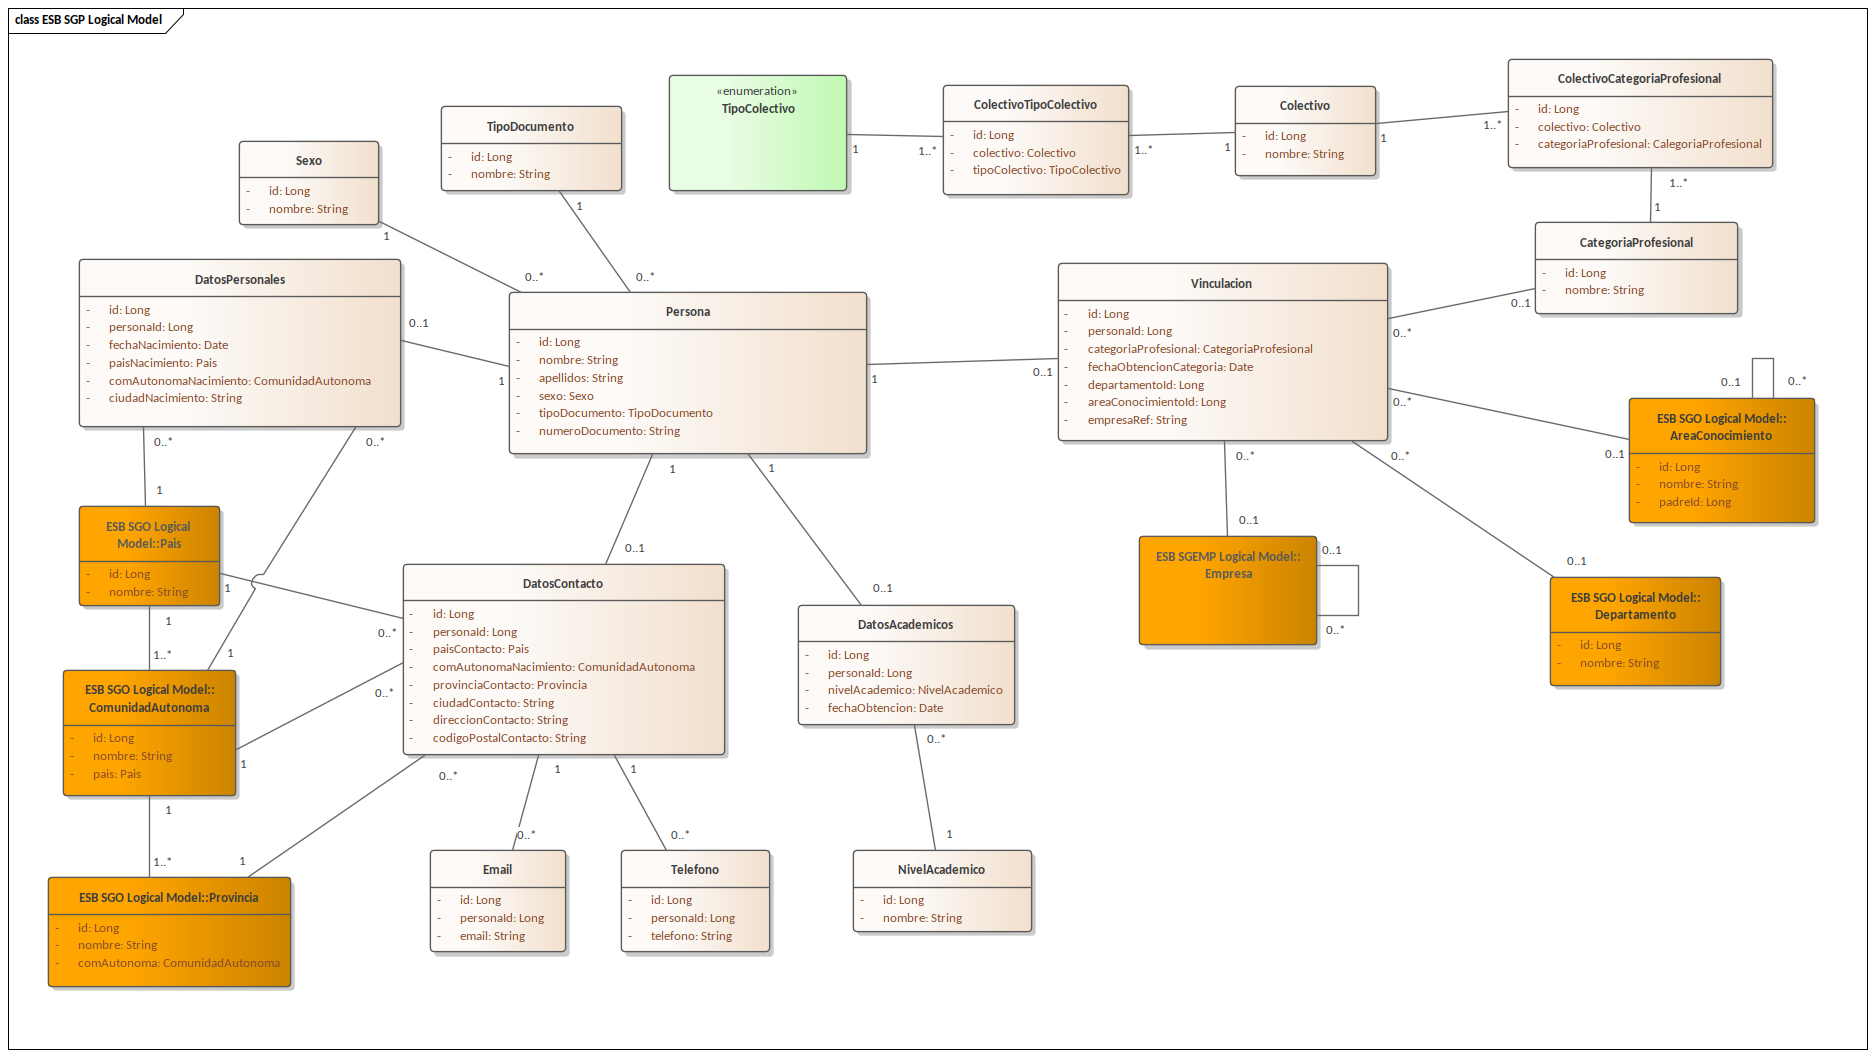 class ESB SGP Logical Model
«enumeration»
TipoColectivo
1
1..*
ColectivoTipoColectivo
- id: Long
- colectivo: Colectivo
- tipoColectivo: TipoColectivo
1..*
1
Colectivo
- id: Long
- nombre: String
1
1..*
ColectivoCategoriaProfesional
- id: Long
- colectivo: Colectivo
- categoriaProfesional: CalegoriaProfesional
1..*
1
CategoriaProfesional
- id: Long
- nombre: String
0..1
TipoDocumento
- id: Long
- nombre: String
1
0..*
Sexo
- id: Long
- nombre: String
1
0..*
DatosPersonales
- id: Long
- personaId: Long
- fechaNacimiento: Date
- paisNacimiento: Pais
- comAutonomaNacimiento: ComunidadAutonoma
- ciudadNacimiento: String
0..1
1
0..*
0..*
Persona
- id: Long
- nombre: String
- apellidos: String
- sexo: Sexo
- tipoDocumento: TipoDocumento
- numeroDocumento: String
1
0..1
1
1
Vinculacion
- id: Long
- personaId: Long
- categoriaProfesional: CategoriaProfesional
- fechaObtencionCategoria: Date
- departamentoId: Long
- areaConocimientoId: Long
- empresaRef: String
0..*
0..*
0..*
0..*
0..1
0..*
ESB SGO Logical Model::
AreaConocimiento
- id: Long
- nombre: String
- padreId: Long
0..1
1
ESB SGO Logical
Model::Pais
- id: Long
- nombre: String
1
1
1..*
1
0..1
ESB SGEMP Logical Model::
Empresa
0..1
0..*
0..1
ESB SGO Logical Model::
Departamento
- id: Long
- nombre: String
0..1
DatosContacto
- id: Long
- personaId: Long
- paisContacto: Pais
- comAutonomaNacimiento: ComunidadAutonoma
- provinciaContacto: Provincia
- ciudadContacto: String
- direccionContacto: String
- codigoPostalContacto: String
0..*
0..*
0..*
1
1
0..1
DatosAcademicos
- id: Long
- personaId: Long
- nivelAcademico: NivelAcademico
- fechaObtencion: Date
0..*
1
ESB SGO Logical Model::
ComunidadAutonoma
- id: Long
- nombre: String
- pais: Pais
1
1
1..*
1
ESB SGO Logical Model::Provincia
- id: Long
- nombre: String
- comAutonoma: ComunidadAutonoma
0..*
Email
- id: Long
- personaId: Long
- email: String
0..*
Telefono
- id: Long
- personaId: Long
- telefono: String
NivelAcademico
- id: Long
- nombre: String